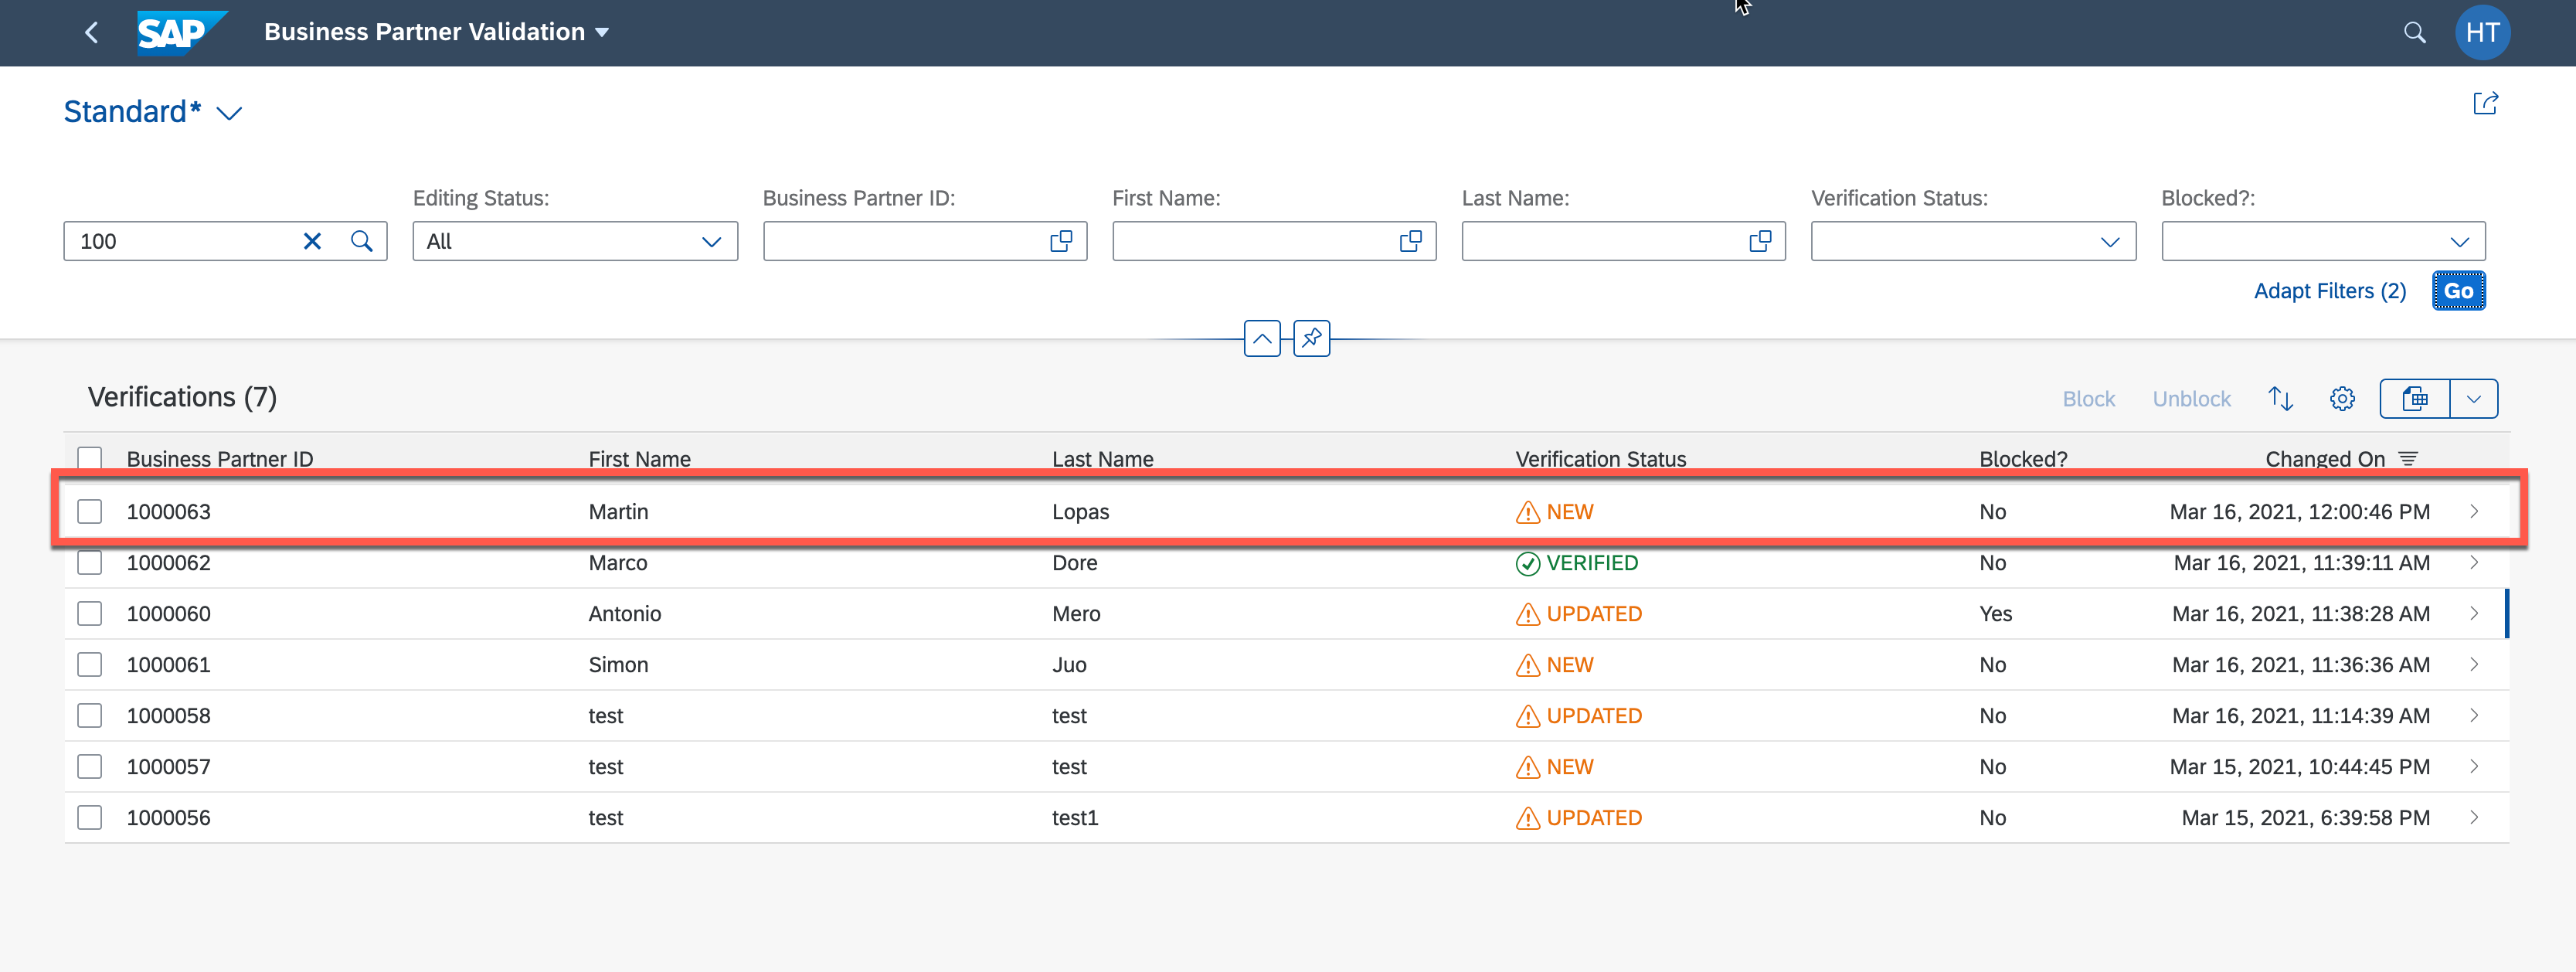 SAP Business Partner Validation HT
Standard*
Editing Status: Business Partner ID: First Name: Last Name: Verification Status: Blocked?:
100 All
Adapt Filters (2) Go
Verifications (7) Block Unblock
Business Partner ID First Name Last Name Verification Status Blocked? Changed On
1000063 Martin Lopas NEW No Mar 16, 2021, 12:00:46 PM
1000062 Marco Dore VERIFIED No Mar 16, 2021, 11:39:11 AM
1000060 Antonio Mero UPDATED Yes Mar 16, 2021, 11:38:28 AM
1000061 Simon Juo NEW No Mar 16, 2021, 11:36:36 AM
1000058 test test UPDATED No Mar 16, 2021, 11:14:39 AM
1000057 test test NEW No Mar 15, 2021, 10:44:45 PM
1000056 test test1 UPDATED No Mar 15, 2021, 6:39:58 PM